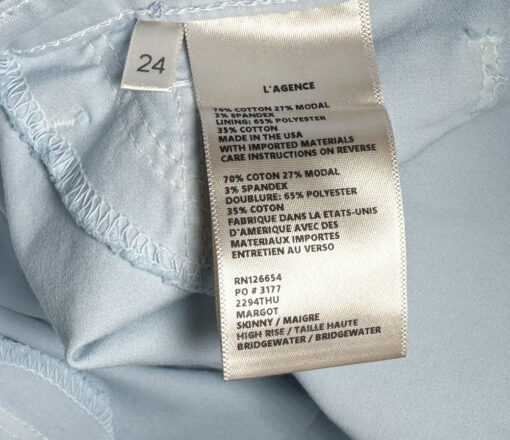 24
L'AGENCE
70% COTTON 27% MODAL
3% SPANDEX
LINING: 65% POLYESTER
35% COTTON
MADE IN THE USA
WITH IMPORTED MATERIALS
CARE INSTRUCTIONS ON REVERSE
70% COTON 27% MODAL
3% SPANDEX
DOUBLURE: 65% POLYESTER
35% COTON
FABRIQUE DANS LA ETATS-UNIS
D'AMERIQUE AVEC DES
MATERIAUX IMPORTES
ENTRETIEN AU VERSO
RN126654
PO # 3177
2294THU
MARGOT
SKINNY / MAIGRE
HIGH RISE / TAILLE HAUTE
BRIDGEWATER / BRIDGEWATER